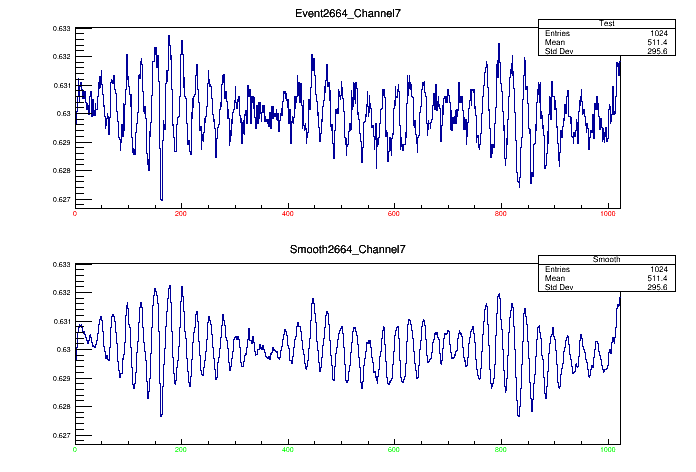 Event2664_Channel7
Test
Entries 1024
Mean 511.4
Std Dev 295.6
0.633
0.632
0.631
0.63
0.629
0.628
0.627
0 200 400 600 800 1000
Smooth2664_Channel7
Smooth
Entries 1024
Mean 511.4
Std Dev 295.6
0.633
0.632
0.631
0.63
0.629
0.628
0.627
0 200 400 600 800 1000